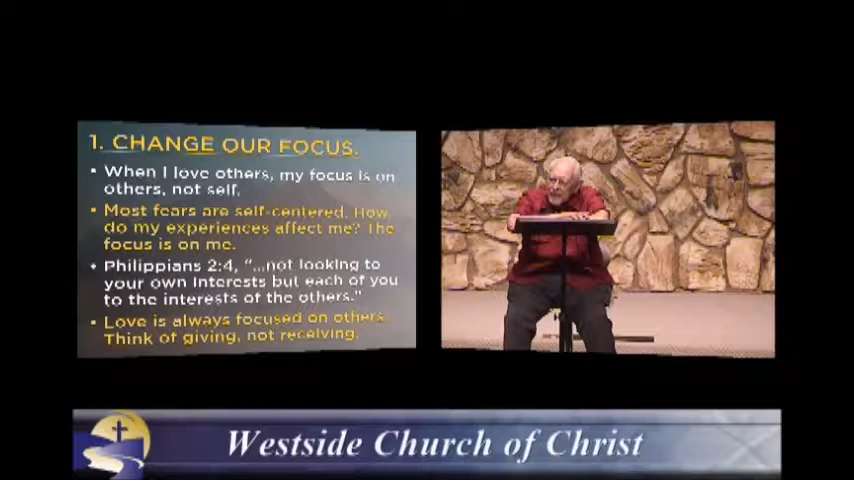 1. CHANGE OUR FOCUS.
• When I love others, my focus is on
others, not self.
• Most fears are self-centered. How
do my experiences affect me? The
focus is on me.
• Philippians 2:4, “...not looking to
your own interests but each of you
to the interests of the others.”
• Love is always focused on others.
Think of giving, not receiving.
Westside Church of Christ